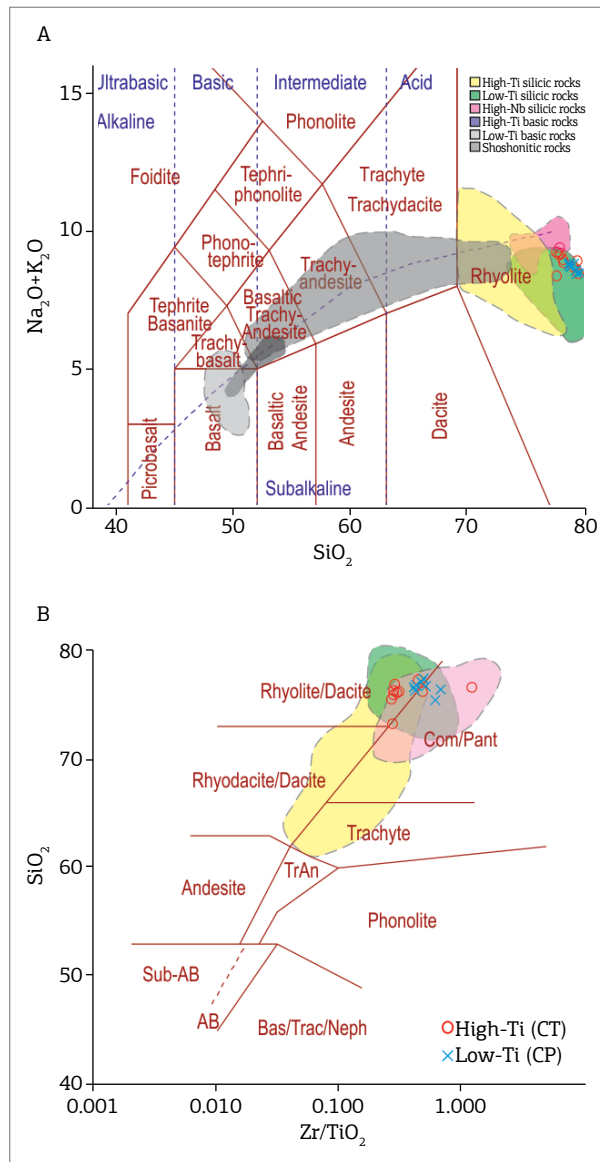 A
Ultrabasic
Basic
Intermediate
Acid
High-Ti silicic rocks
Low-Ti silicic rocks
High-Nb silicic rocks
High-Ti basic rocks
Low-Ti basic rocks
Shoshonitic rocks
Alkaline
Phonolite
Foidite
Tephri-
phonolite
Trachyte
Trachydacite
Phono-
tephrite
Trachy-
andesite
Rhyolite
Tephrite
Basanite
Basaltic
Trachy-
Andesite
Trachy-
basalt
Picrobasalt
Basalt
Basaltic
Andesite
Andesite
Dacite
Subalkaline
15
10
5
0
Na₂O+K₂O
40
50
60
70
80
SiO₂
B
80
70
60
50
40
SiO₂
Rhyolite/Dacite
Com/Pant
Rhyodacite/Dacite
Trachyte
TrAn
Andesite
Phonolite
Sub-AB
AB
Bas/Trac/Neph
High-Ti (CT)
Low-Ti (CP)
0.001
0.010
0.100
1.000
Zr/TiO₂